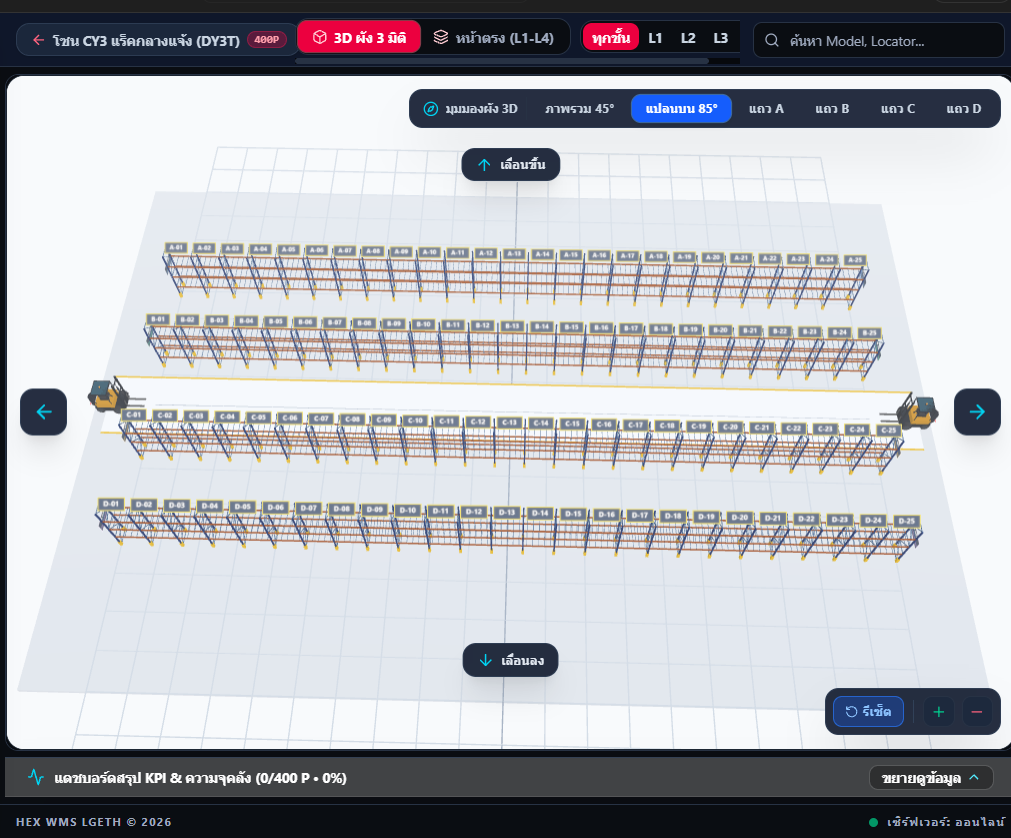 โซน CY3 แร็คกลางแจ้ง (DY3T) 400P 3D ผัง 3 มิติ หน้าตรง (L1-L4) ทุกชั้น L1 L2 L3 ค้นหา Model, Locator...
มุมมองผัง 3D ภาพรวม 45° แปลนบน 85° แถว A แถว B แถว C แถว D
เลื่อนขึ้น
A-01 A-02 A-03 A-04 A-05 A-06 A-07 A-08 A-09 A-10 A-11 A-12 A-13 A-14 A-15 A-16 A-17 A-18 A-19 A-20 A-21 A-22 A-23 A-24 A-25
B-01 B-02 B-03 B-04 B-05 B-06 B-07 B-08 B-09 B-10 B-11 B-12 B-13 B-14 B-15 B-16 B-17 B-18 B-19 B-20 B-21 B-22 B-23 B-24 B-25
C-01 C-02 C-03 C-04 C-05 C-06 C-07 C-08 C-09 C-10 C-11 C-12 C-13 C-14 C-15 C-16 C-17 C-18 C-19 C-20 C-21 C-22 C-23 C-24 C-25
D-01 D-02 D-03 D-04 D-05 D-06 D-07 D-08 D-09 D-10 D-11 D-12 D-13 D-14 D-15 D-16 D-17 D-18 D-19 D-20 D-21 D-22 D-23 D-24 D-25
เลื่อนลง
รีเซ็ต + −
แดชบอร์ดสรุป KPI & ความจุคลัง (0/400 P • 0%) ขยายดูข้อมูล
HEX WMS LGETH © 2026 เซิร์ฟเวอร์: ออนไลน์